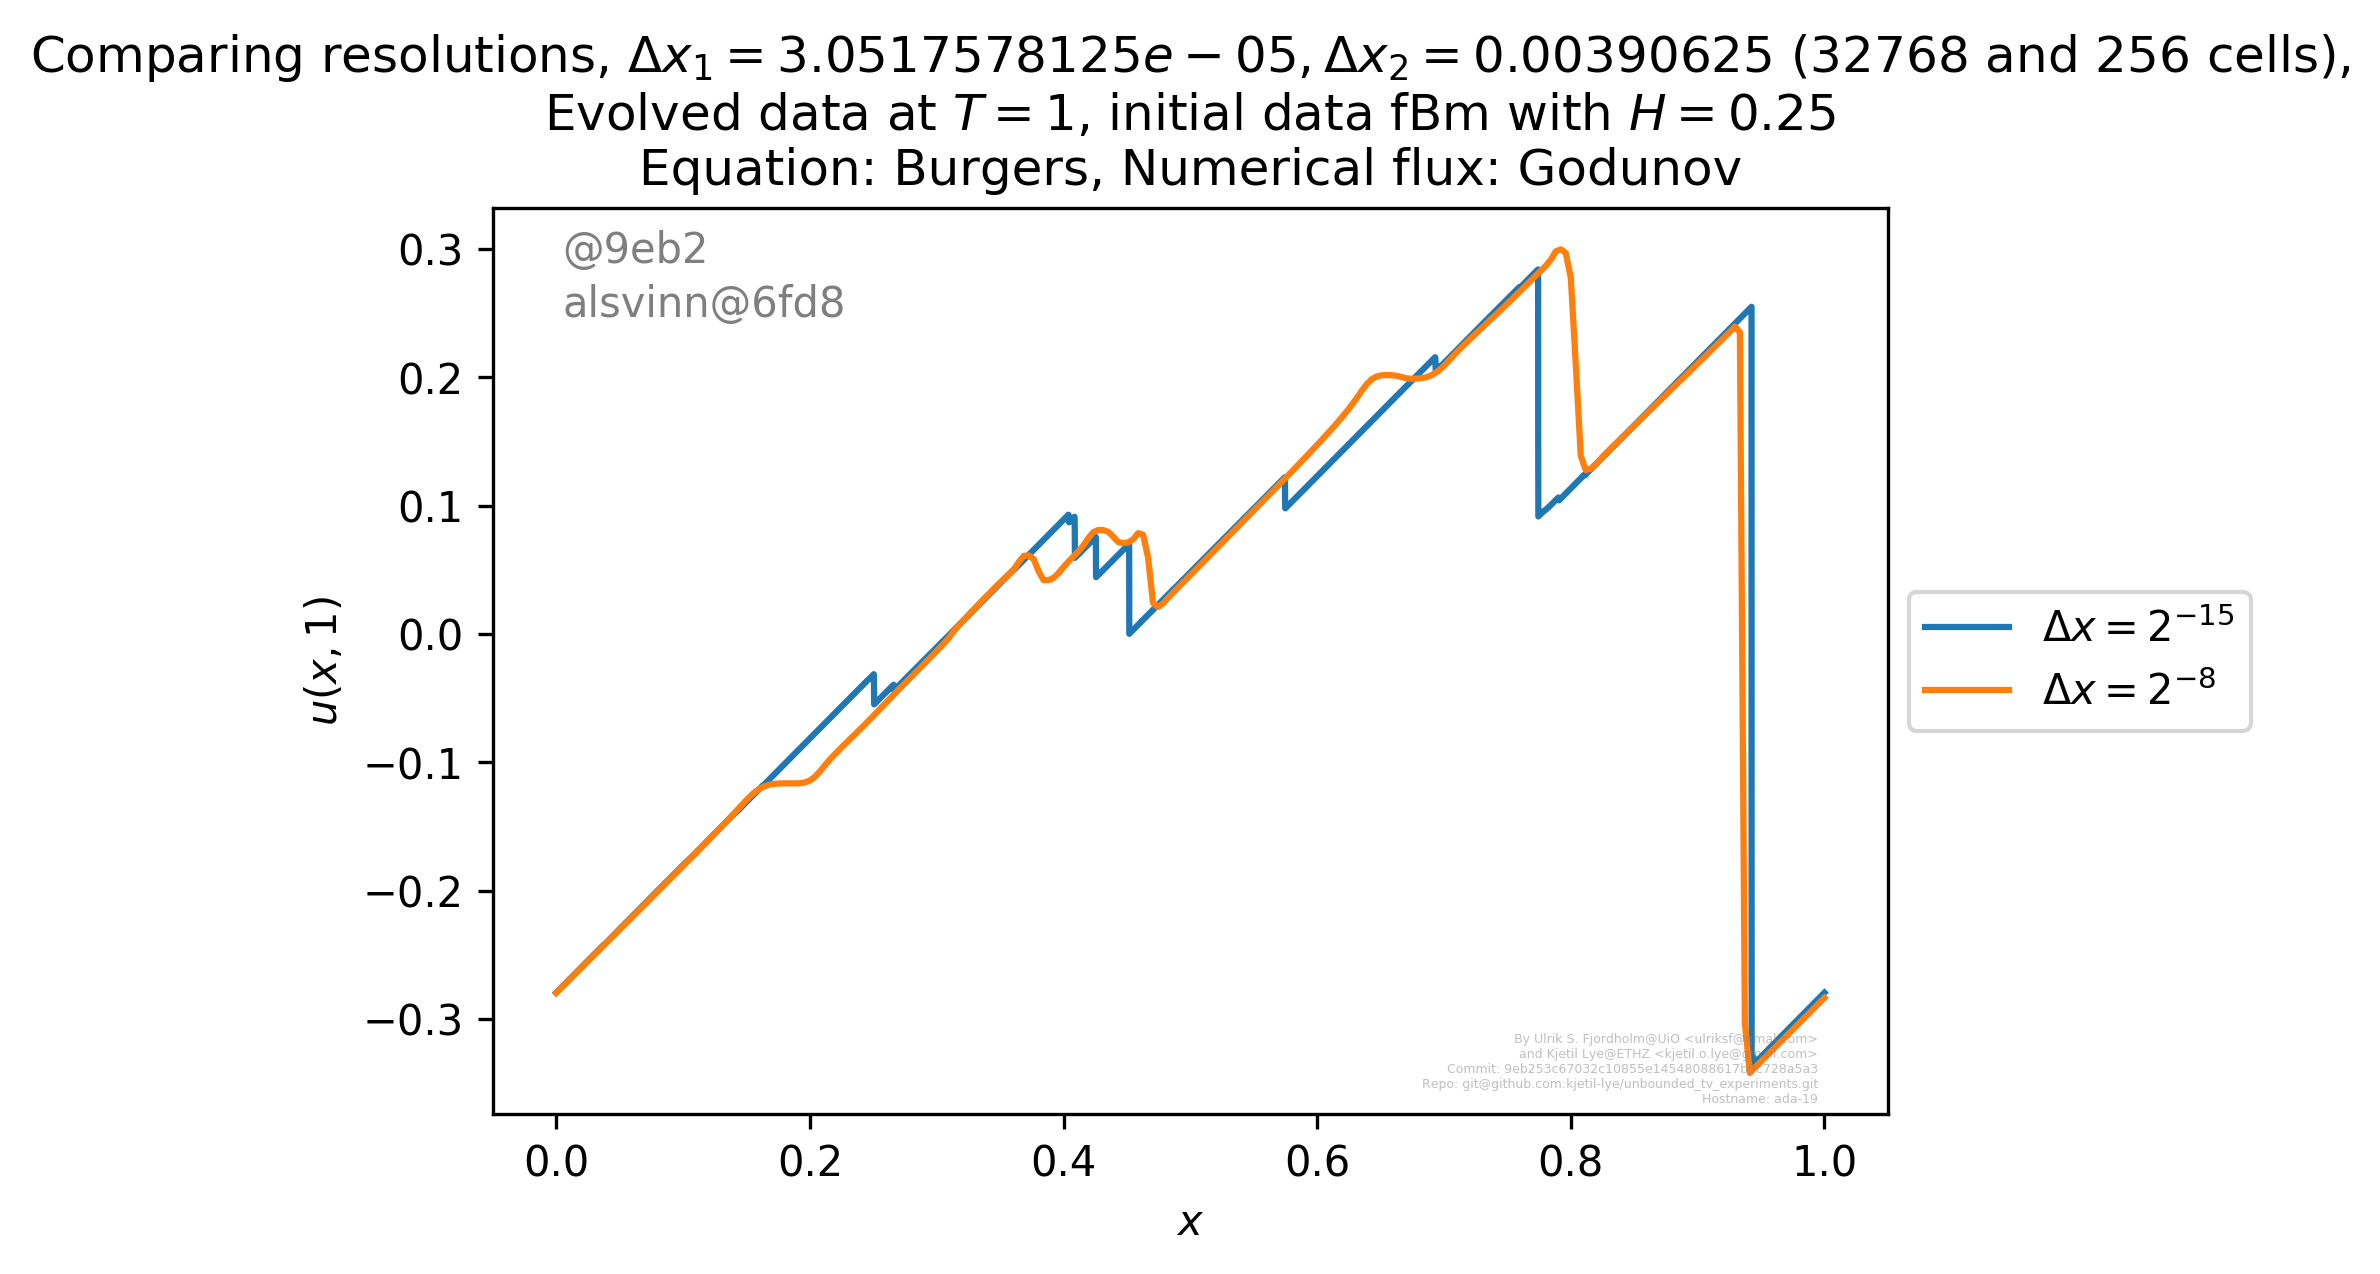 Comparing resolutions, Δx₁ = 3.0517578125e − 05, Δx₂ = 0.00390625 (32768 and 256 cells),
Evolved data at T = 1, initial data fBm with H = 0.25
Equation: Burgers, Numerical flux: Godunov
@9eb2
alsvinn@6fd8
0.3
0.2
0.1
0.0
−0.1
−0.2
−0.3
u(x, 1)
Δx = 2⁻¹⁵
Δx = 2⁻⁸
By Ulrik S. Fjordholm@UiO
and Kjetil Lye@ETHZ
Commit:
Repo: git@github.com:kjetil-lye/unbounded_tv_experiments.git
Hostname: ada-19
0.0 0.2 0.4 0.6 0.8 1.0
x